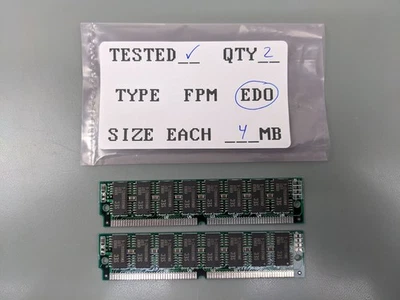 TESTED ✓ QTY 2
TYPE FPM EDO
SIZE EACH 4 MB